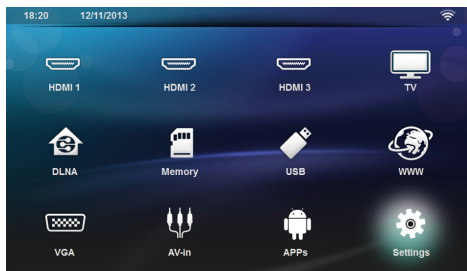 18:20 12/11/2013
HDMI 1 HDMI 2 HDMI 3 TV
DLNA Memory USB WWW
VGA AV-in APPs Settings